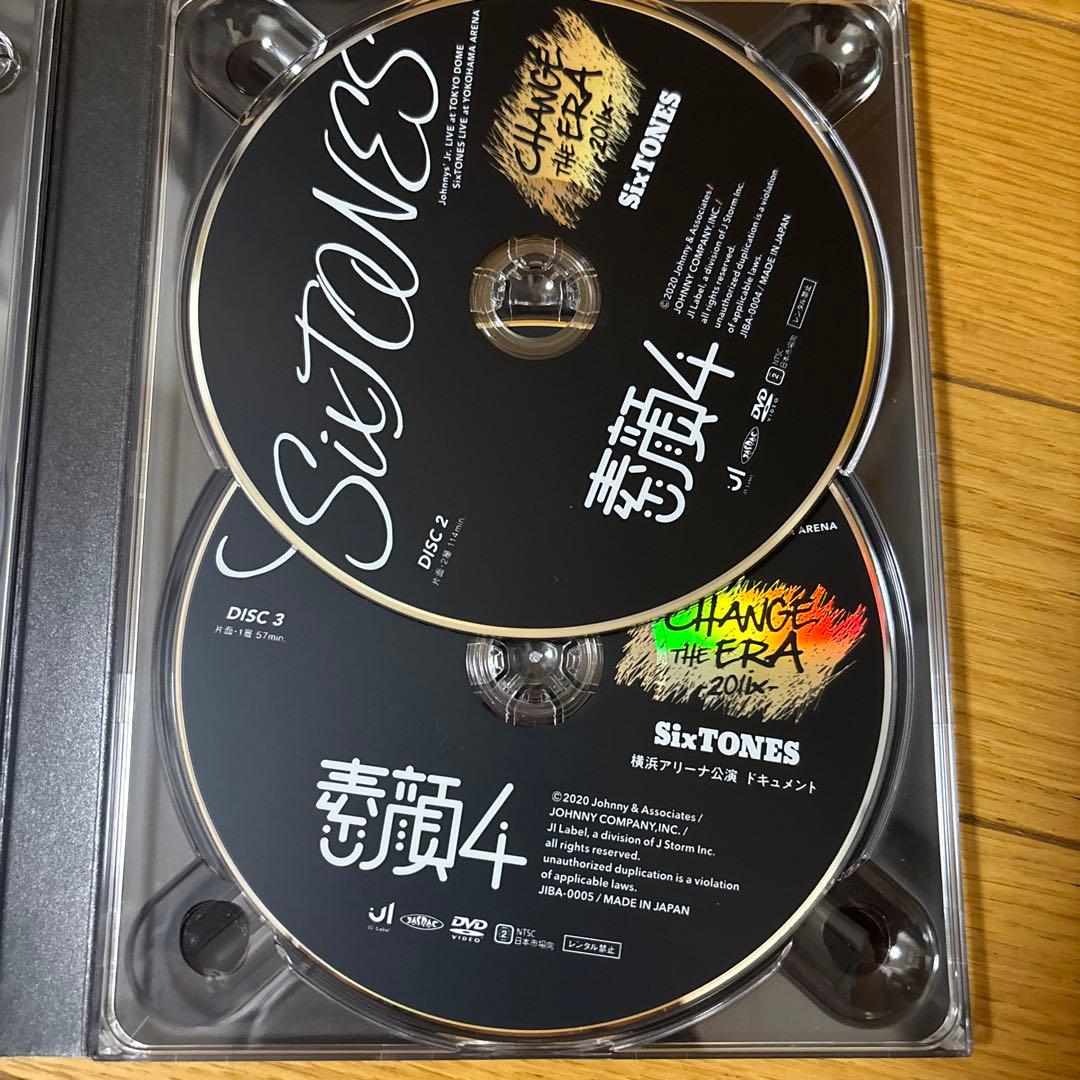 SixTONES
Johnnys' Jr. LIVE at TOKYO DOME
SixTONES LIVE at YOKOHAMA ARENA
CHANGE
THE ERA
-201ix-
SixTONES
©2020 Johnny & Associates /
JOHNNY COMPANY,INC. /
JI Label, a division of J Storm Inc.
all rights reserved.
unauthorized duplication is a violation
of applicable laws.
JIBA-0004 / MADE IN JAPAN
素顔4
JI
JI Label
JASRAC
DVD
VIDEO
2
NTSC
日本市場向
レンタル禁止
DISC 2
片面・2層 114min.
DISC 3
片面・1層 57min.
ARENA
CHANGE
THE ERA
-201ix-
SixTONES
横浜アリーナ公演 ドキュメント
素顔4
©2020 Johnny & Associates /
JOHNNY COMPANY,INC. /
JI Label, a division of J Storm Inc.
all rights reserved.
unauthorized duplication is a violation
of applicable laws.
JIBA-0005 / MADE IN JAPAN
JI
JI Label
JASRAC
DVD
VIDEO
2
NTSC
日本市場向
レンタル禁止